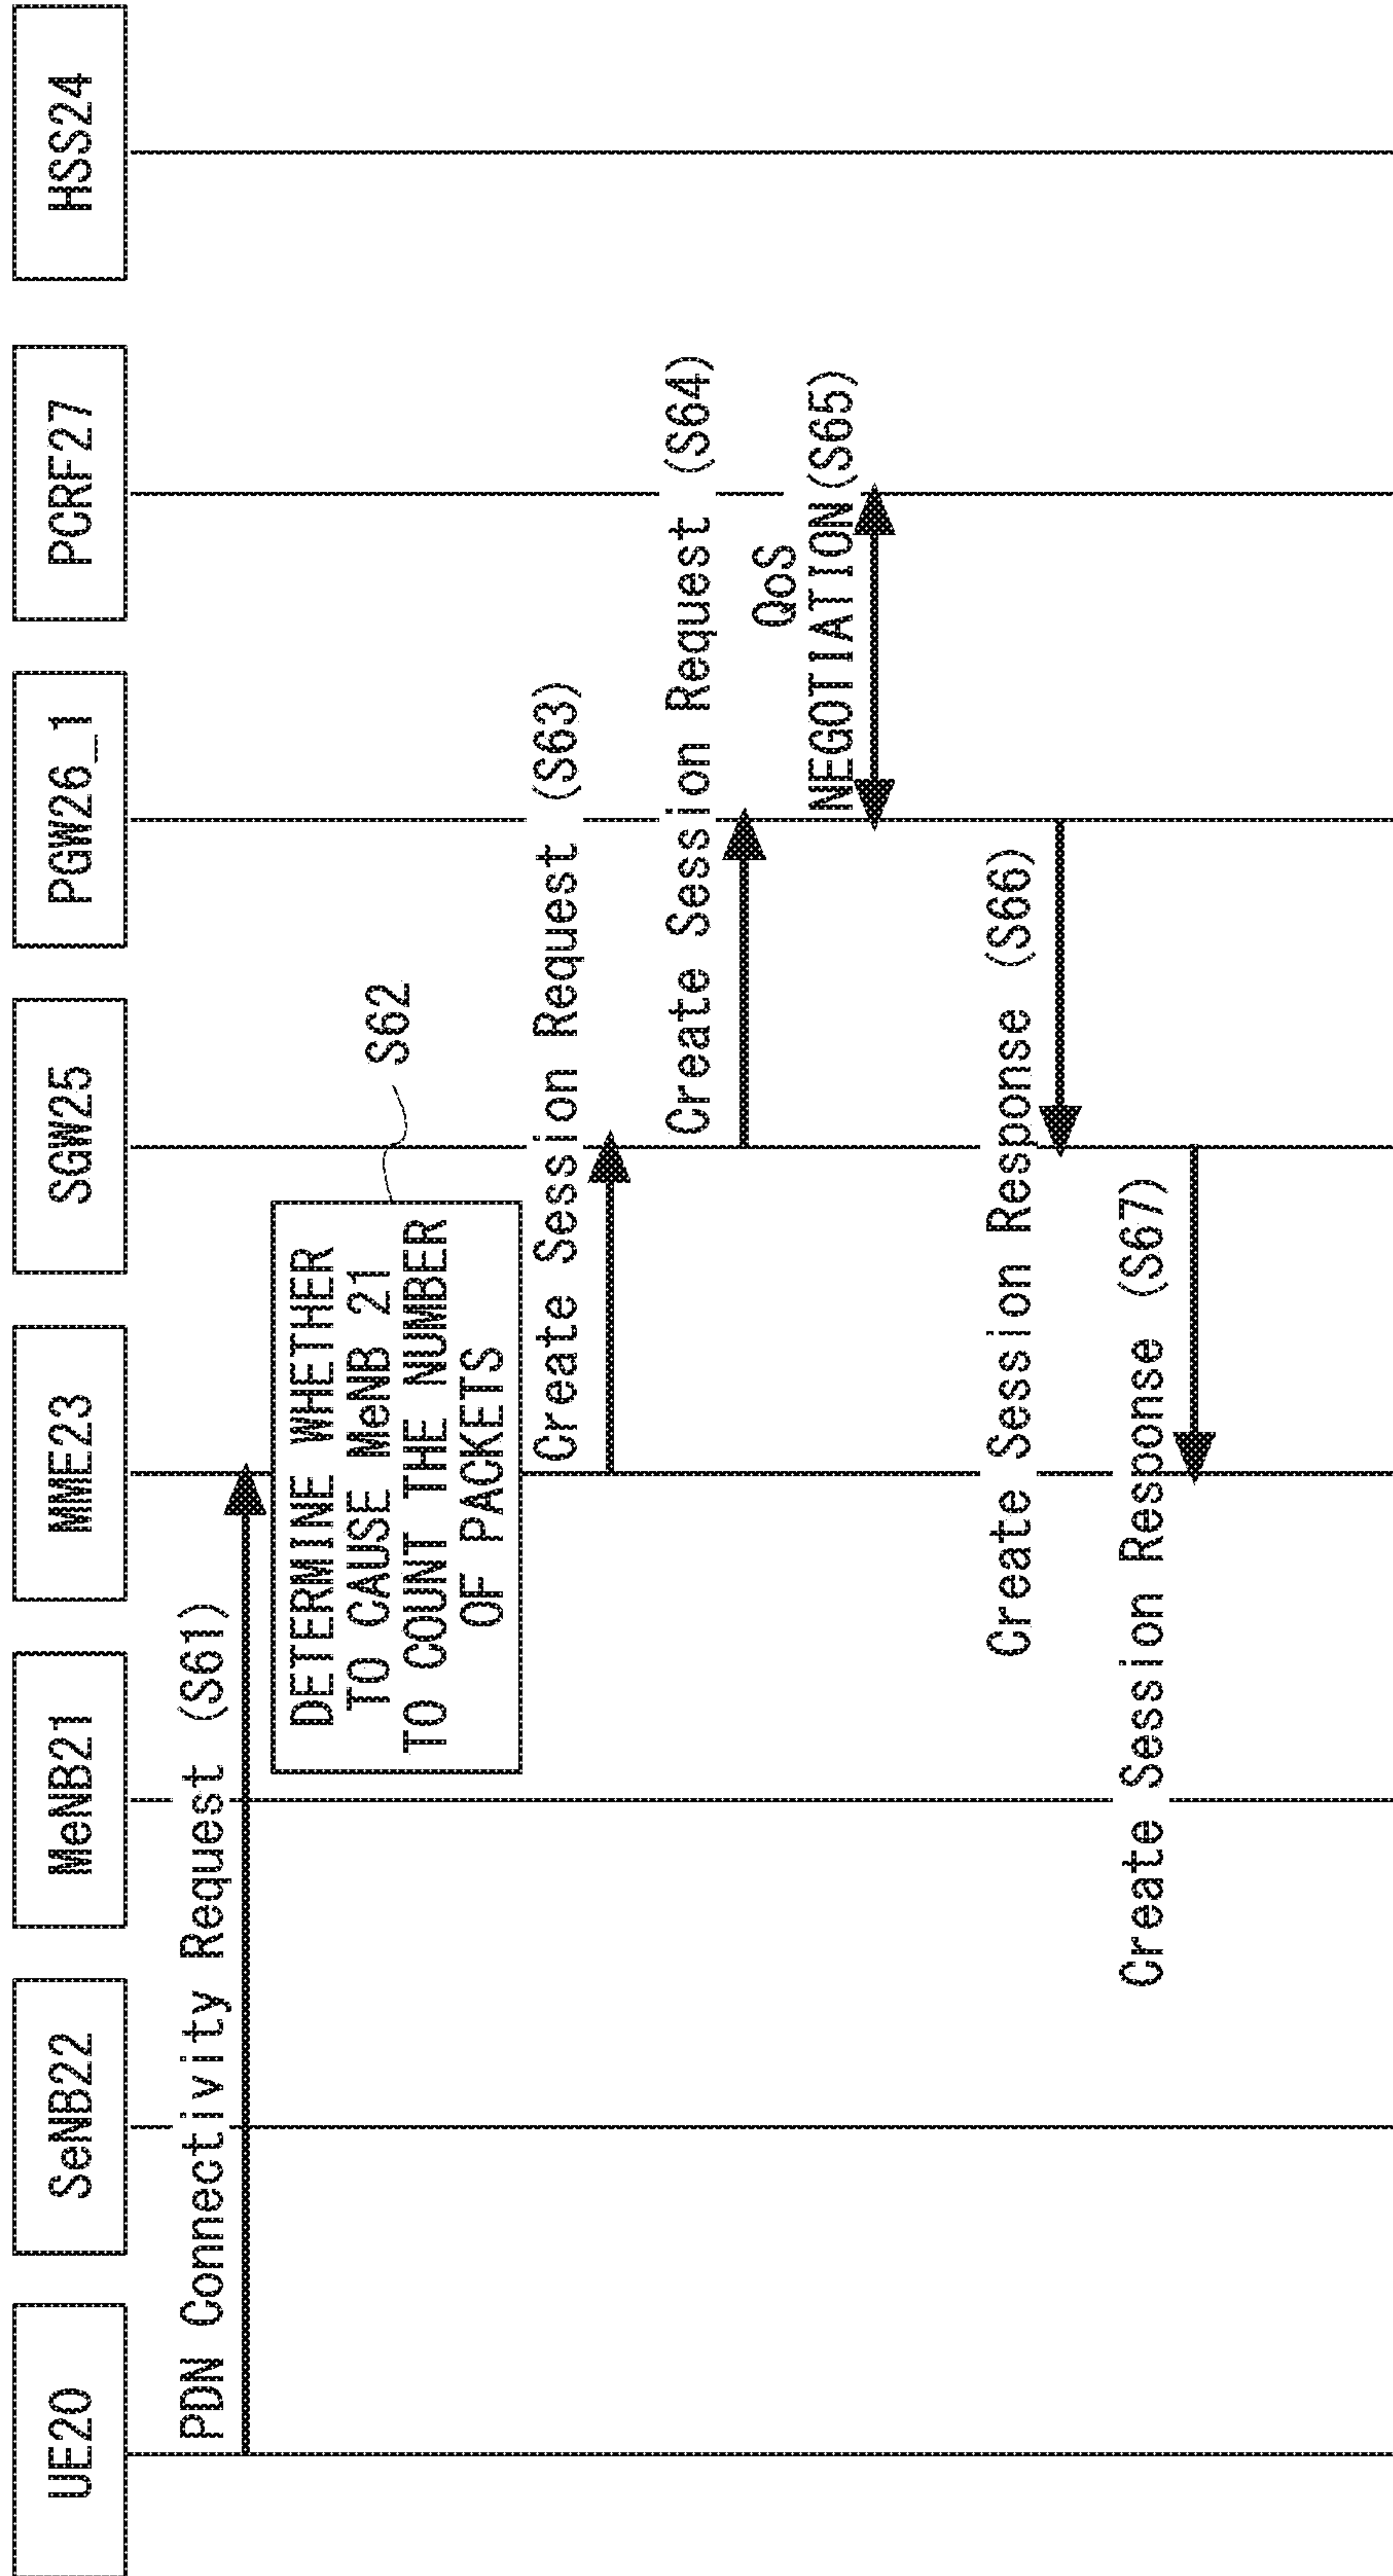 UE20
SeNB22
MeNB21
MME23
SGW25
PGW26_1
PCRF27
HSS24
PDN Connectivity Request (S61)
DETERMINE WHETHER
TO CAUSE MeNB 21
TO COUNT THE NUMBER
OF PACKETS
S62
Create Session Request (S63)
Create Session Request (S64)
QoS
NEGOTIATION(S65)
Create Session Response (S66)
Create Session Response (S67)